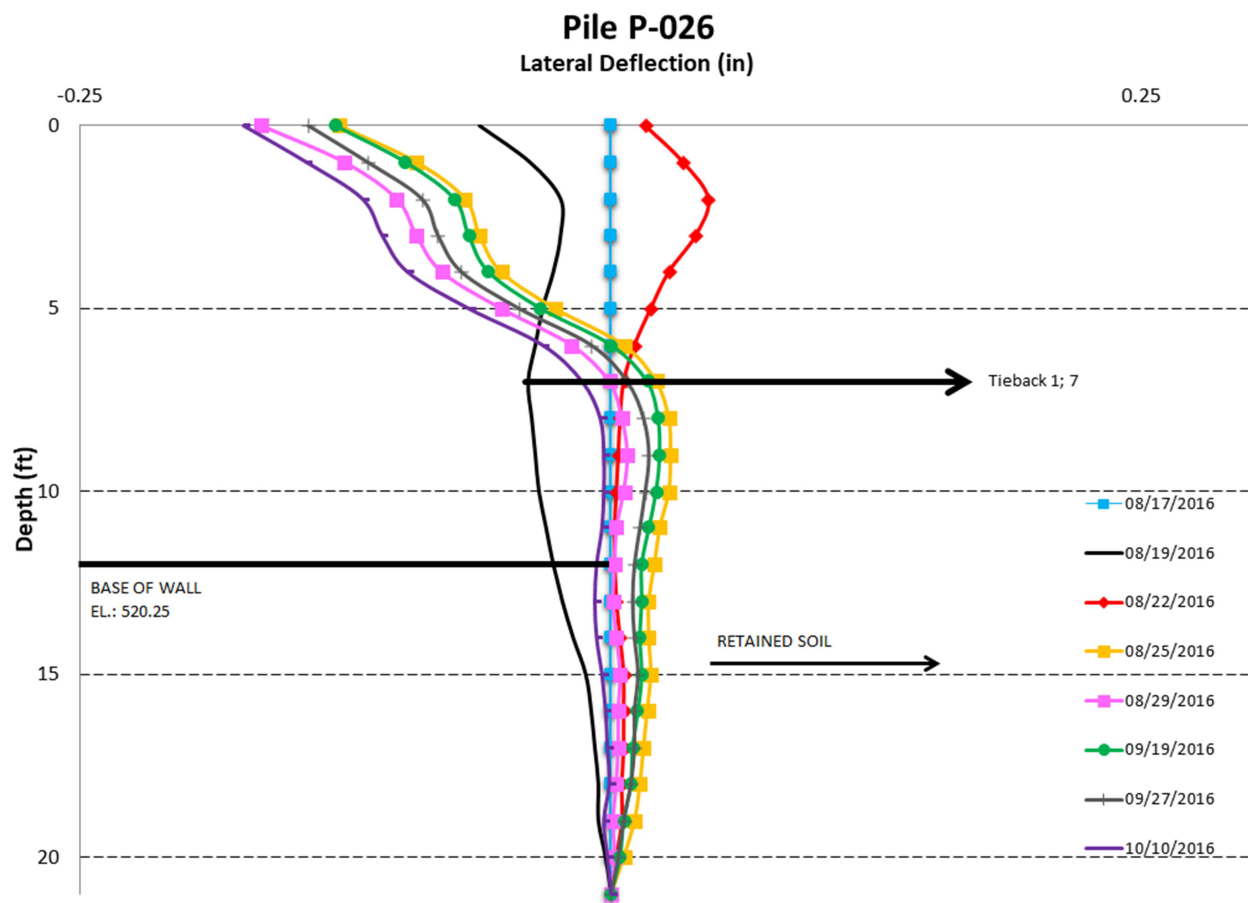 Pile P-026
Lateral Deflection (in)
-0.25
0.25
0
5
Tieback 1; 7
Depth (ft)
10
08/17/2016
08/19/2016
BASE OF WALL
EL.: 520.25
08/22/2016
RETAINED SOIL
08/25/2016
15
08/29/2016
09/19/2016
09/27/2016
10/10/2016
20